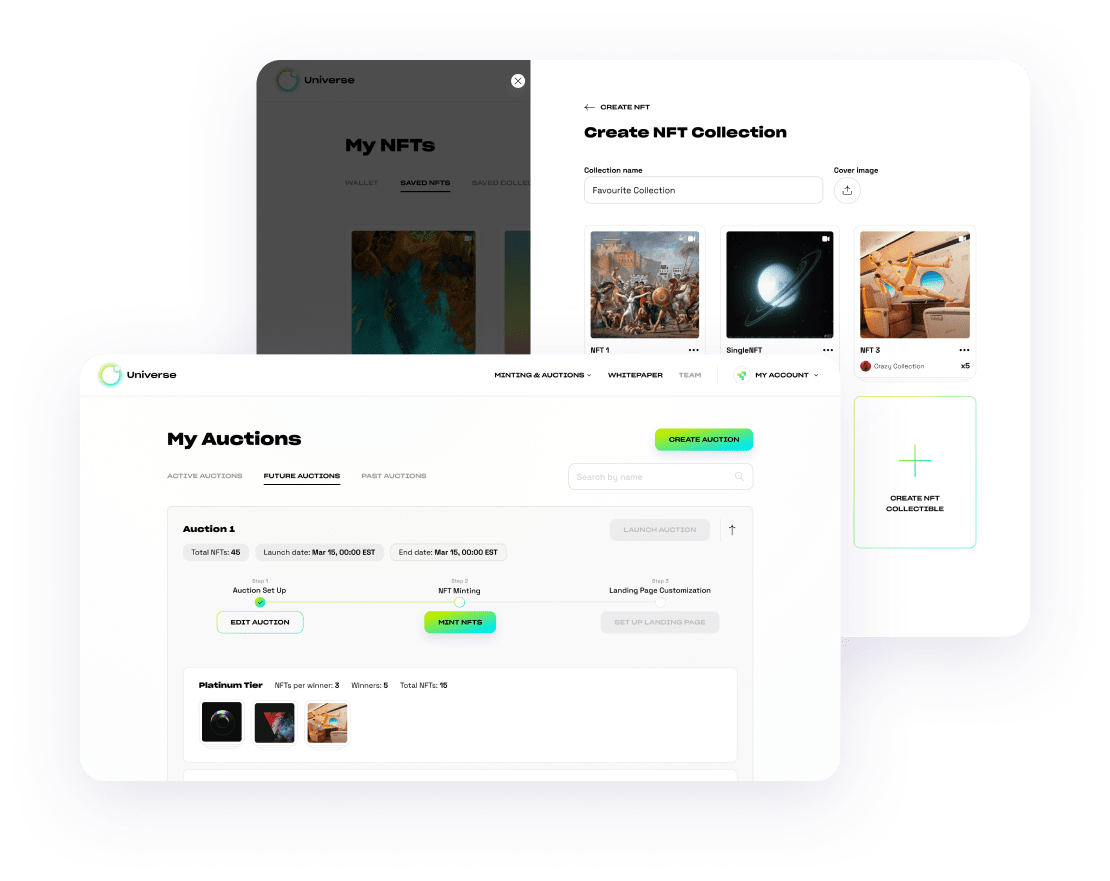 Universe
My NFTs
WALLET SAVED NFTS SAVED COLLEC
CREATE NFT
Create NFT Collection
Collection name
Cover image
Favourite Collection
NFT 1
SingleNFT
NFT 3
Crazy Collection x5
CREATE NFT
COLLECTIBLE
Universe
MINTING & AUCTIONS WHITEPAPER TEAM MY ACCOUNT
My Auctions
CREATE AUCTION
ACTIVE AUCTIONS FUTURE AUCTIONS PAST AUCTIONS
Search by name
Auction 1
LAUNCH AUCTION
Total NFTs: 45 Launch date: Mar 15, 00:00 EST End date: Mar 15, 00:00 EST
Step 1 Step 2 Step 3
Auction Set Up NFT Minting Landing Page Customization
EDIT AUCTION MINT NFTS SET UP LANDING PAGE
Platinum Tier NFTs per winner: 3 Winners: 5 Total NFTs: 15